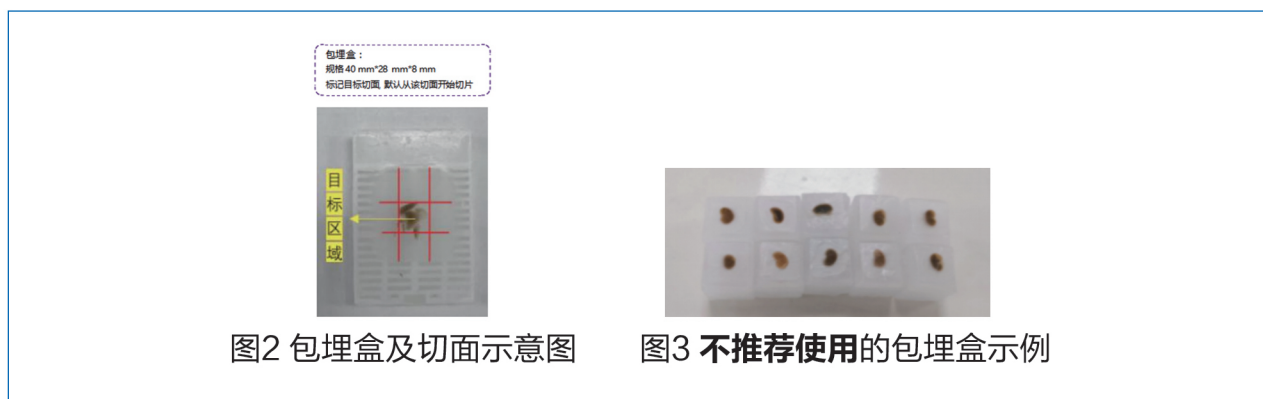 包埋盒：
规格40 mm*28 mm*8 mm
标记目标切面，默认从该切面开始切片
目标区域
图2 包埋盒及切面示意图
图3 不推荐使用的包埋盒示例